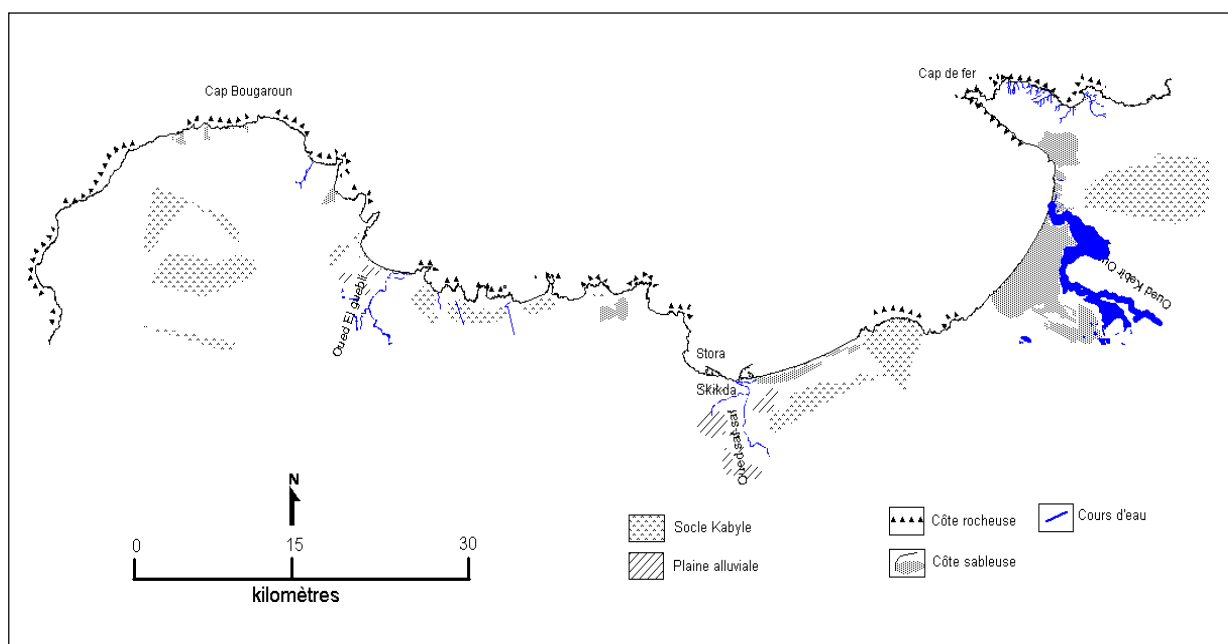 Cap Bougaroun
Cap de fer
Oued El guebli
Oued Kabir Ou
Stora
Skikda
Oued saf-saf
N
0 15 30
kilomètres
Socle Kabyle
Plaine alluviale
Côte rocheuse
Côte sableuse
Cours d'eau